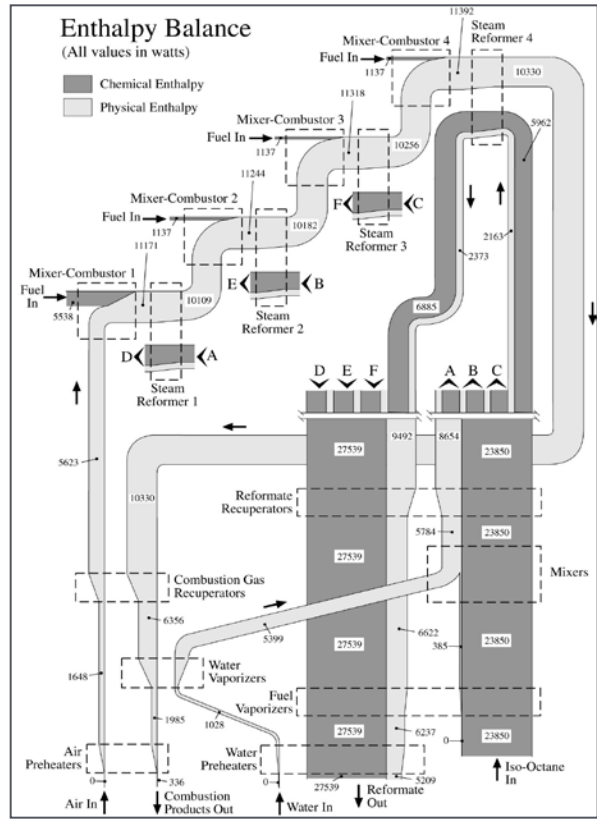 Enthalpy Balance
(All values in watts)
Chemical Enthalpy
Physical Enthalpy
11392
Steam
Reformer 4
Mixer-Combustor 4
Fuel In
1137
10330
11318
Mixer-Combustor 3
Fuel In
1137
10256
5962
11244
Mixer-Combustor 2
Fuel In
1137
F
C
Steam
Reformer 3
10182
2163
2373
11171
Mixer-Combustor 1
Fuel
In
5538
10109
E
B
Steam
Reformer 2
6885
D
A
Steam
Reformer 1
D
E
F
A
B
C
5623
10330
27539
9492
8654
23850
Reformate
Recuperators
5784
23850
27539
Mixers
Combustion Gas
Recuperators
6356
5399
6622
385
27539
23850
1648
Water
Vaporizers
1985
1028
Fuel
Vaporizers
27539
6237
0
23850
Air
Preheaters
Water
Preheaters
0
336
0
27539
5209
Air In
Combustion
Products Out
Water In
Reformate
Out
Iso-Octane
In